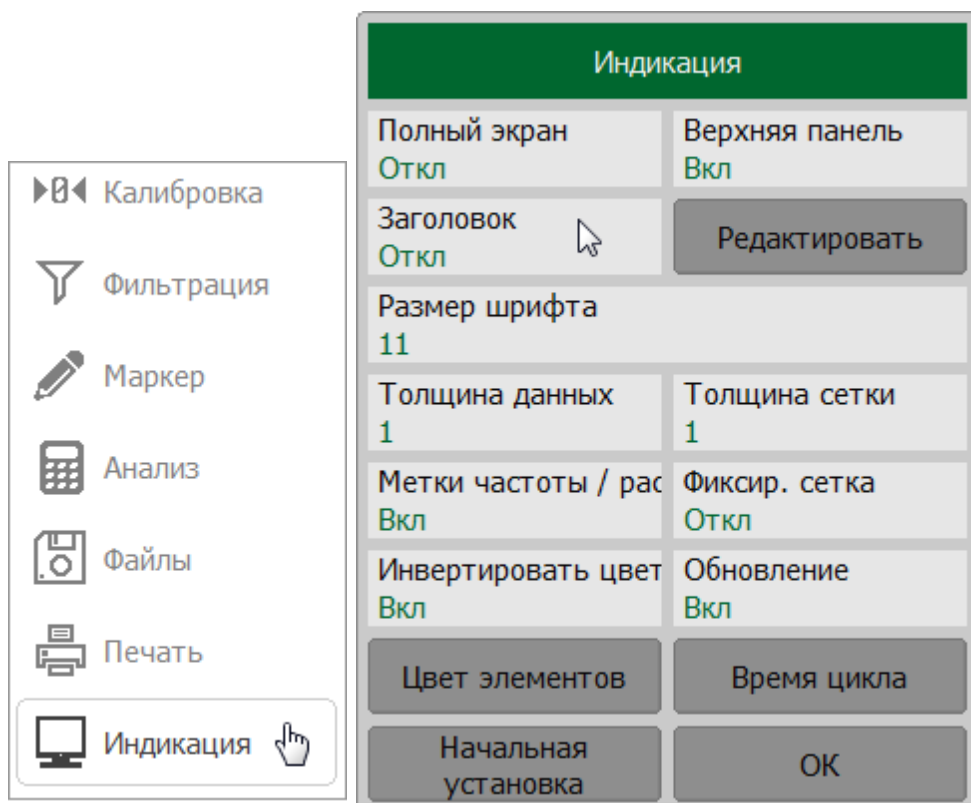 Калибровка
Фильтрация
Маркер
Анализ
Файлы
Печать
Индикация
Индикация
Полный экран
Откл
Верхняя панель
Вкл
Заголовок
Откл
Редактировать
Размер шрифта
11
Толщина данных
1
Толщина сетки
1
Метки частоты / рас
Вкл
Фиксир. сетка
Откл
Инвертировать цвет
Вкл
Обновление
Вкл
Цвет элементов
Время цикла
Начальная
установка
ОК